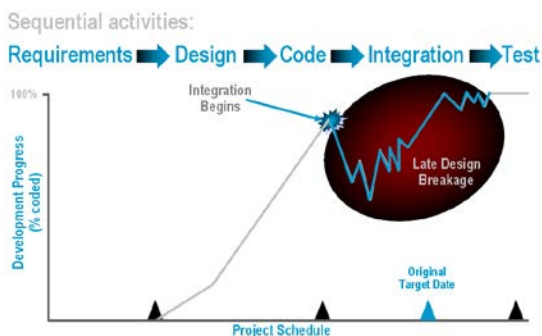 Sequential activities:
Requirements Design Code Integration Test
100%
Integration
Begins
Late Design
Breakage
Development Progress
(% coded)
Original
Target Date
Project Schedule